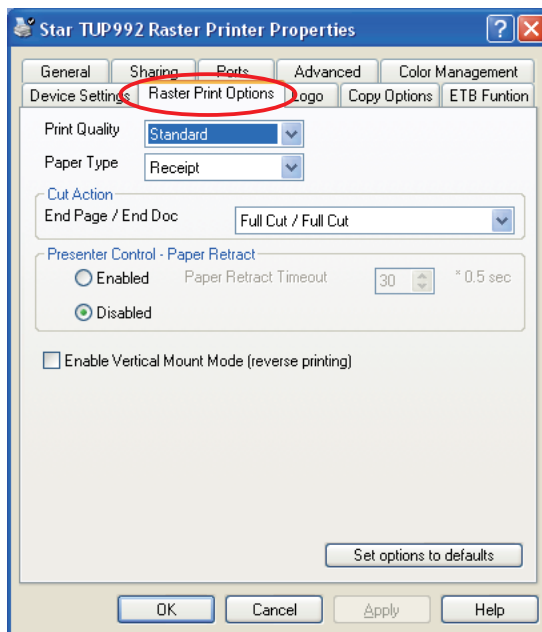 Star TUP992 Raster Printer Properties
General Sharing Ports Advanced Color Management
Device Settings Raster Print Options Logo Copy Options ETB Funtion
Print Quality Standard
Paper Type Receipt
Cut Action
End Page / End Doc Full Cut / Full Cut
Presenter Control - Paper Retract
Enabled Paper Retract Timeout 30 * 0.5 sec
Disabled
Enable Vertical Mount Mode (reverse printing)
Set options to defaults
OK Cancel Apply Help